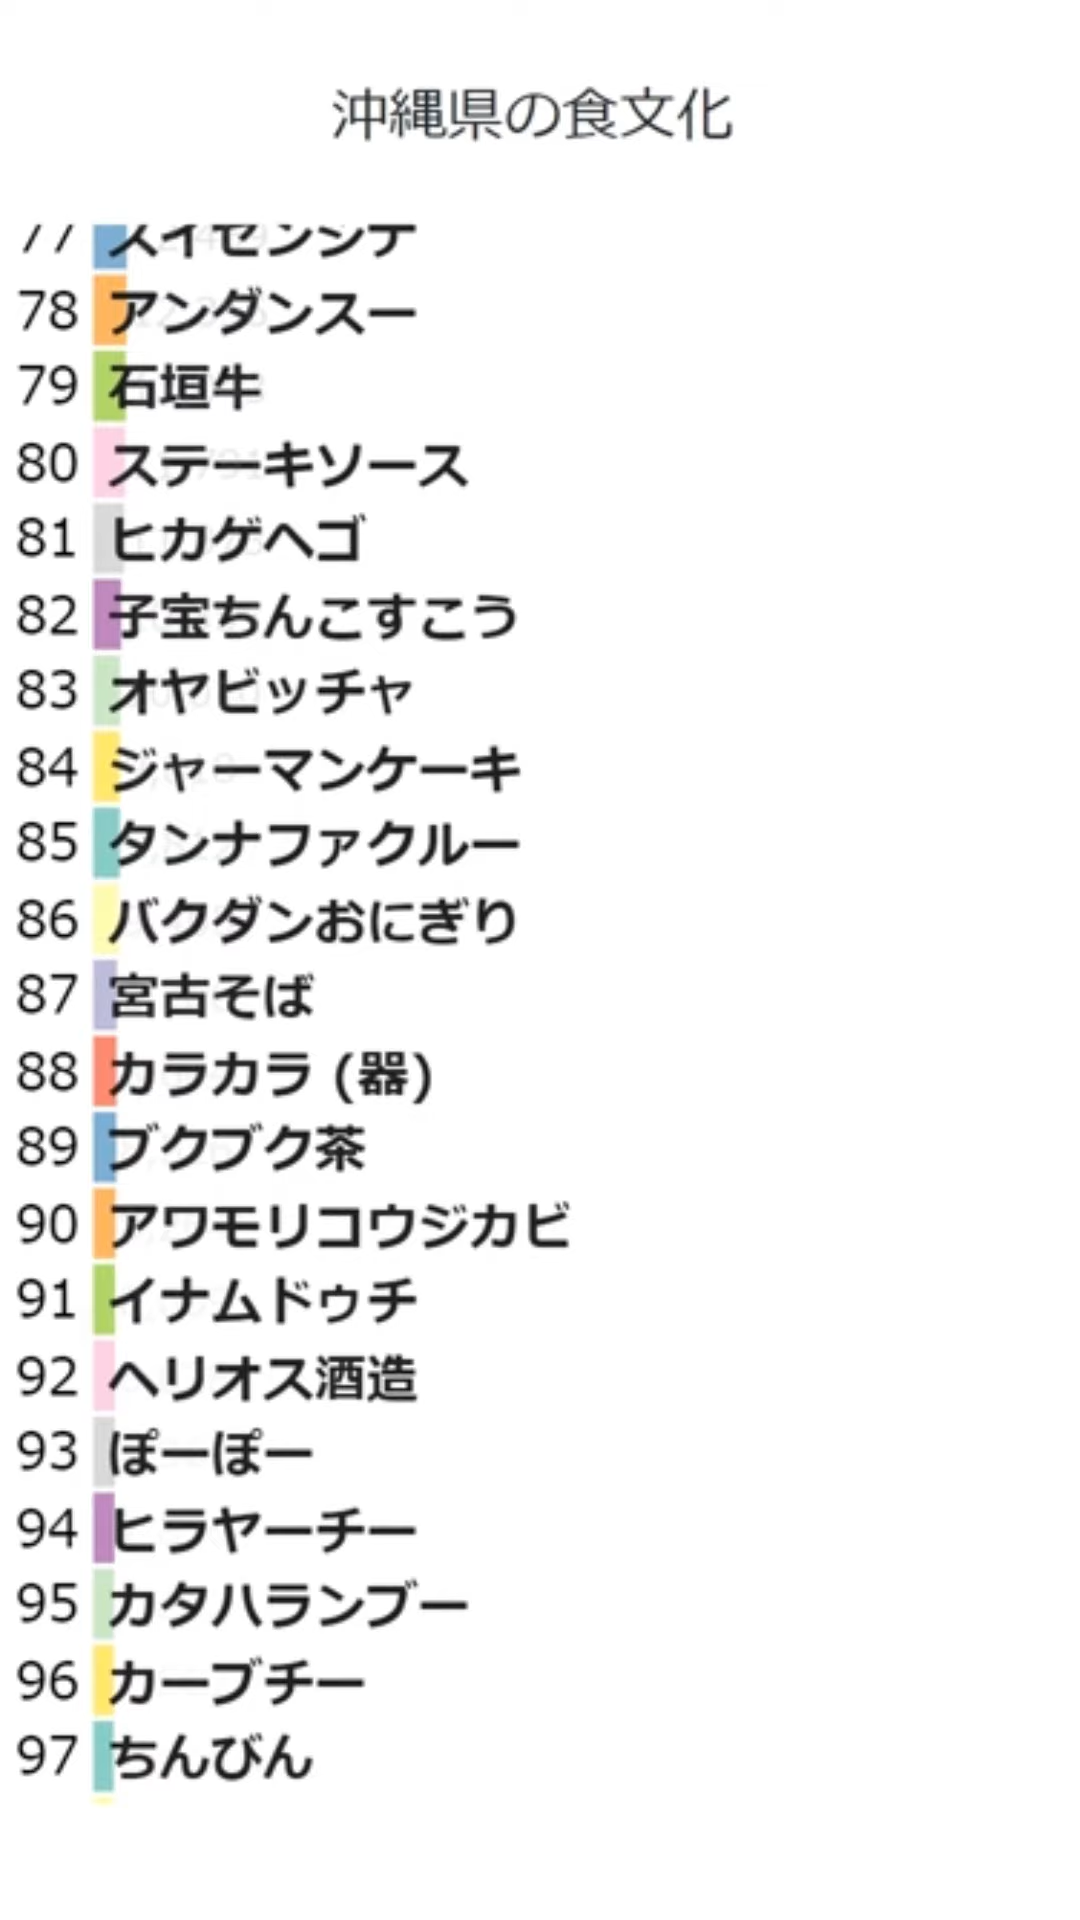 沖縄県の食文化
77 スイゼンジナ
78 アンダンスー
79 石垣牛
80 ステーキソース
81 ヒカゲヘゴ
82 子宝ちんこすこう
83 オヤビッチャ
84 ジャーマンケーキ
85 タンナファクルー
86 バクダンおにぎり
87 宮古そば
88 カラカラ (器)
89 ブクブク茶
90 アワモリコウジカビ
91 イナムドゥチ
92 ヘリオス酒造
93 ぽーぽー
94 ヒラヤーチー
95 カタハランブー
96 カーブチー
97 ちんびん